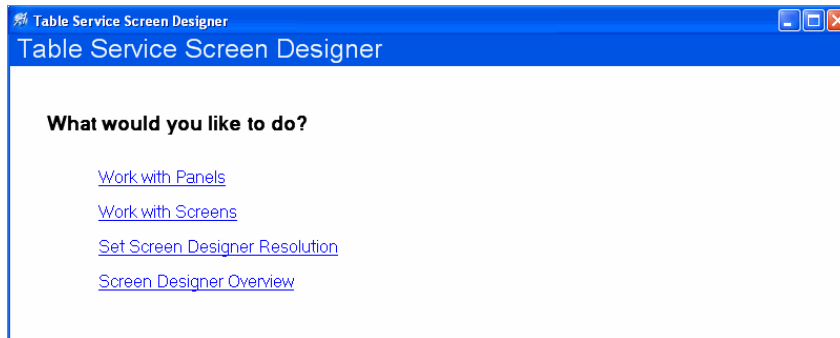 Table Service Screen Designer
Table Service Screen Designer
What would you like to do?
Work with Panels
Work with Screens
Set Screen Designer Resolution
Screen Designer Overview